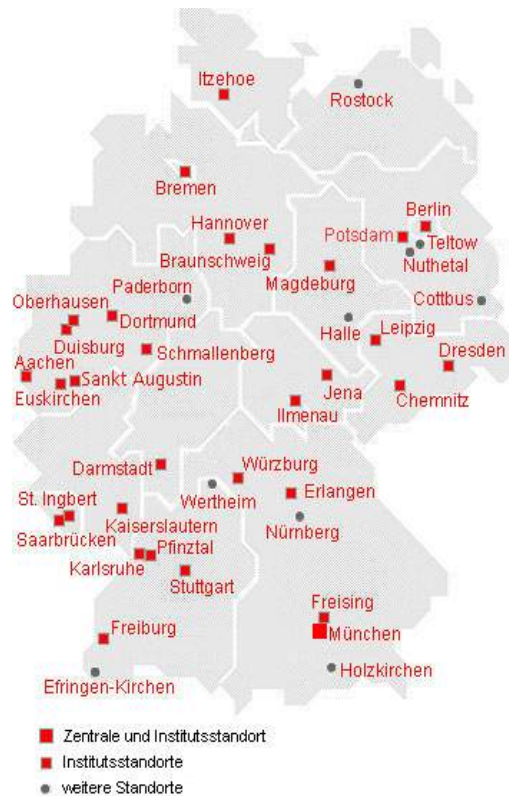 Itzehoe
Rostock
Bremen
Hannover
Berlin
Potsdam
Teltow
Braunschweig
Nuthetal
Magdeburg
Paderborn
Cottbus
Oberhausen
Dortmund
Halle
Leipzig
Duisburg
Schmallenberg
Dresden
Aachen
Sankt Augustin
Jena
Chemnitz
Euskirchen
Ilmenau
Darmstadt
Würzburg
St. Ingbert
Wertheim
Erlangen
Kaiserslautern
Nürnberg
Saarbrücken
Pfinztal
Karlsruhe
Stuttgart
Freising
Freiburg
München
Holzkirchen
Efringen-Kirchen
Zentrale und Institutsstandort
Institutsstandorte
weitere Standorte